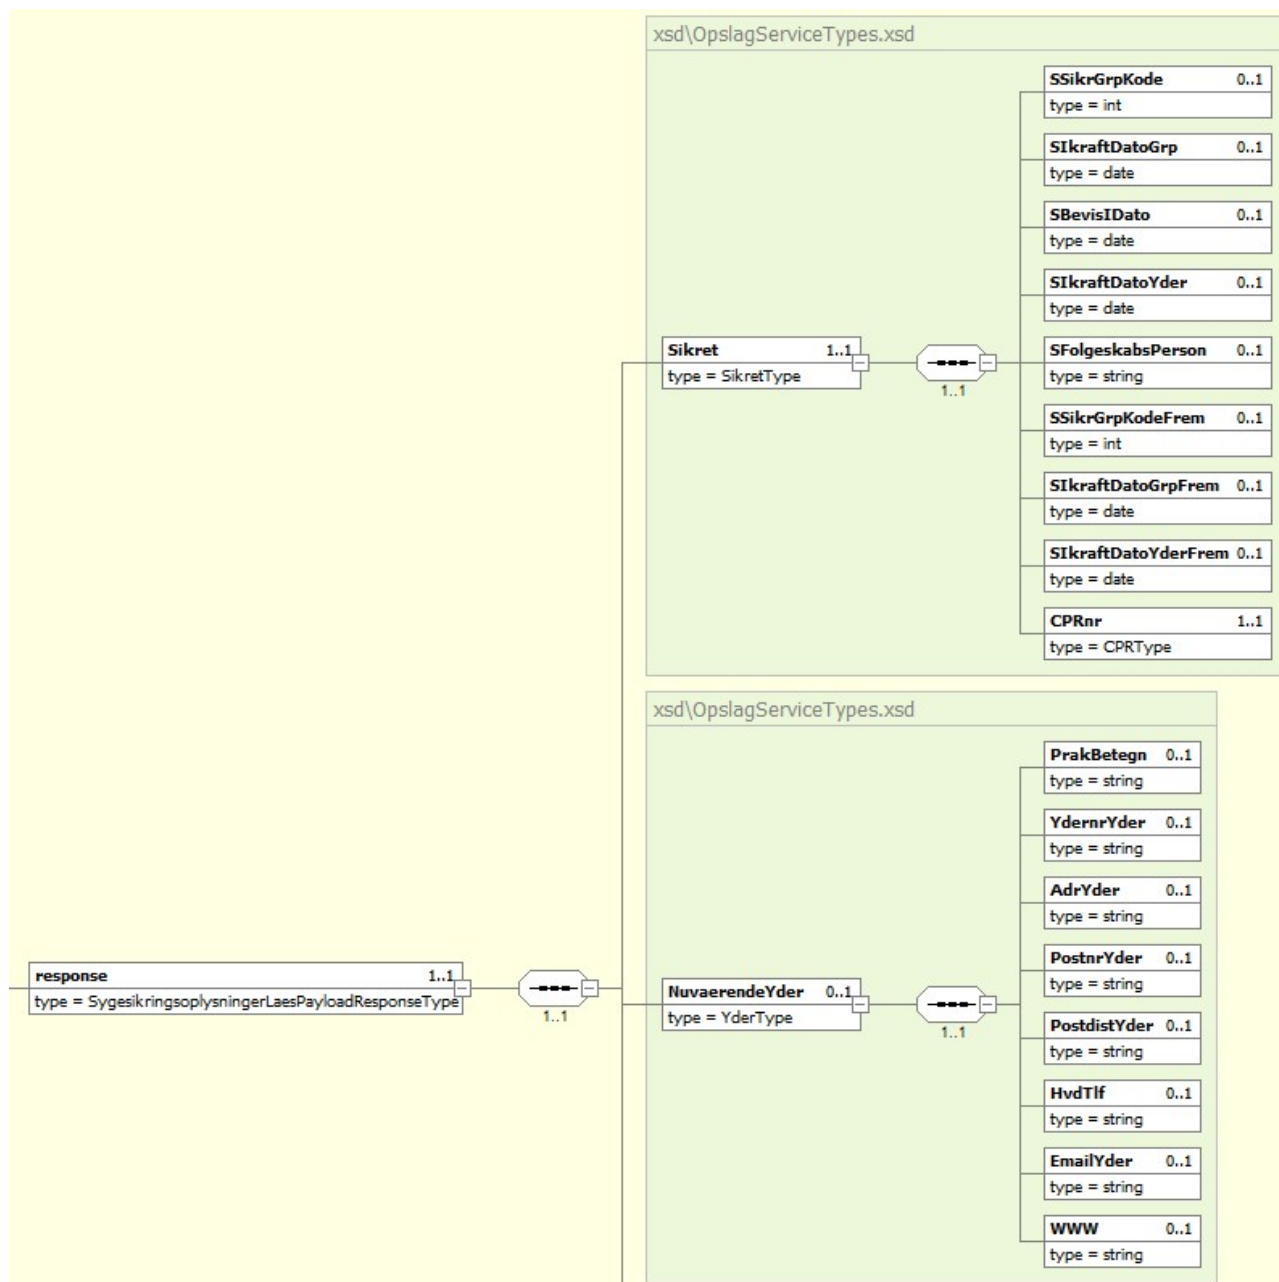 xsd\OpslagServiceTypes.xsd
SSikrGrpKode 0..1
type = int
SIkraftDatoGrp 0..1
type = date
SBevisIDato 0..1
type = date
SIkraftDatoYder 0..1
type = date
Sikret 1..1
type = SikretType
1..1
SFolgeskabsPerson 0..1
type = string
SSikrGrpKodeFrem 0..1
type = int
SIkraftDatoGrpFrem 0..1
type = date
SIkraftDatoYderFrem 0..1
type = date
CPRnr 1..1
type = CPRType
xsd\OpslagServiceTypes.xsd
PrakBetegn 0..1
type = string
YdernrYder 0..1
type = string
AdrYder 0..1
type = string
PostnrYder 0..1
type = string
response 1..1
type = SygesikringsoplysningerLaesPayloadResponseType
1..1
NuvaerendeYder 0..1
type = YderType
1..1
PostdistYder 0..1
type = string
HvdTlf 0..1
type = string
EmailYder 0..1
type = string
WWW 0..1
type = string